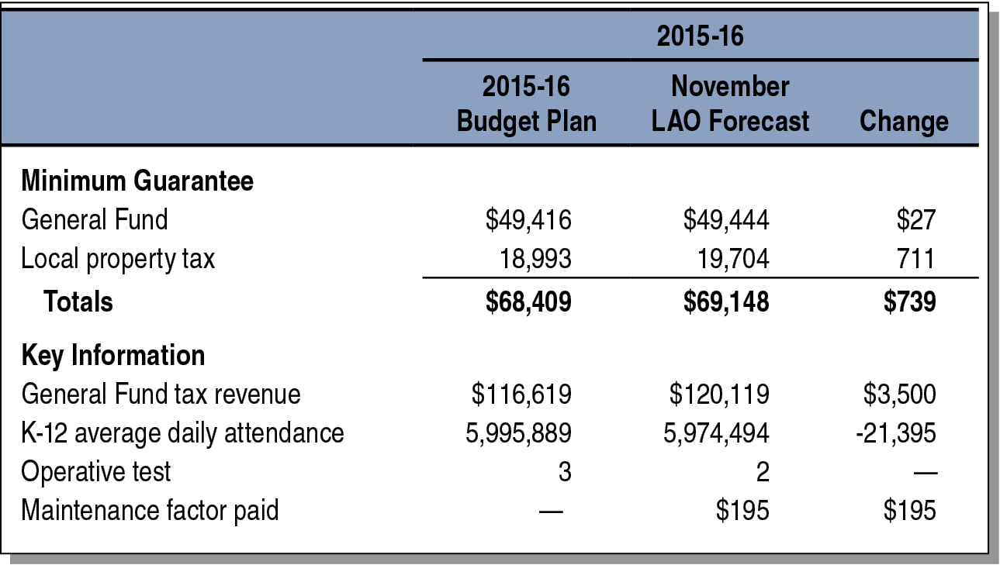 2015-16
2015-16 November
Budget Plan LAO Forecast Change
Minimum Guarantee
General Fund $49,416 $49,444 $27
Local property tax 18,993 19,704 711
Totals $68,409 $69,148 $739
Key Information
General Fund tax revenue $116,619 $120,119 $3,500
K-12 average daily attendance 5,995,889 5,974,494 -21,395
Operative test 3 2 —
Maintenance factor paid — $195 $195